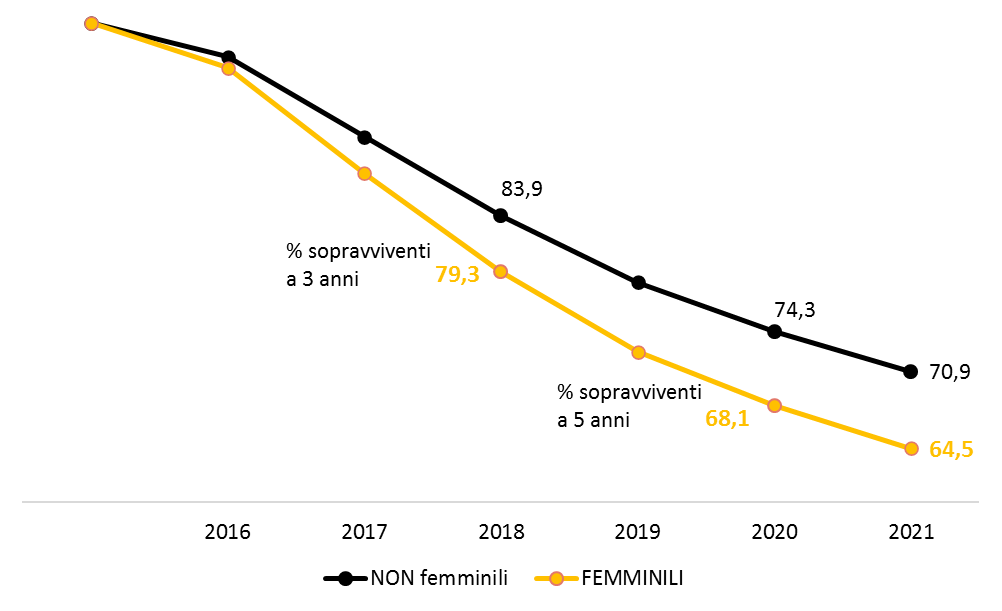 83,9
% sopravviventi
a 3 anni
79,3
74,3
70,9
% sopravviventi
a 5 anni
68,1
64,5
2016 2017 2018 2019 2020 2021
NON femminili FEMMINILI